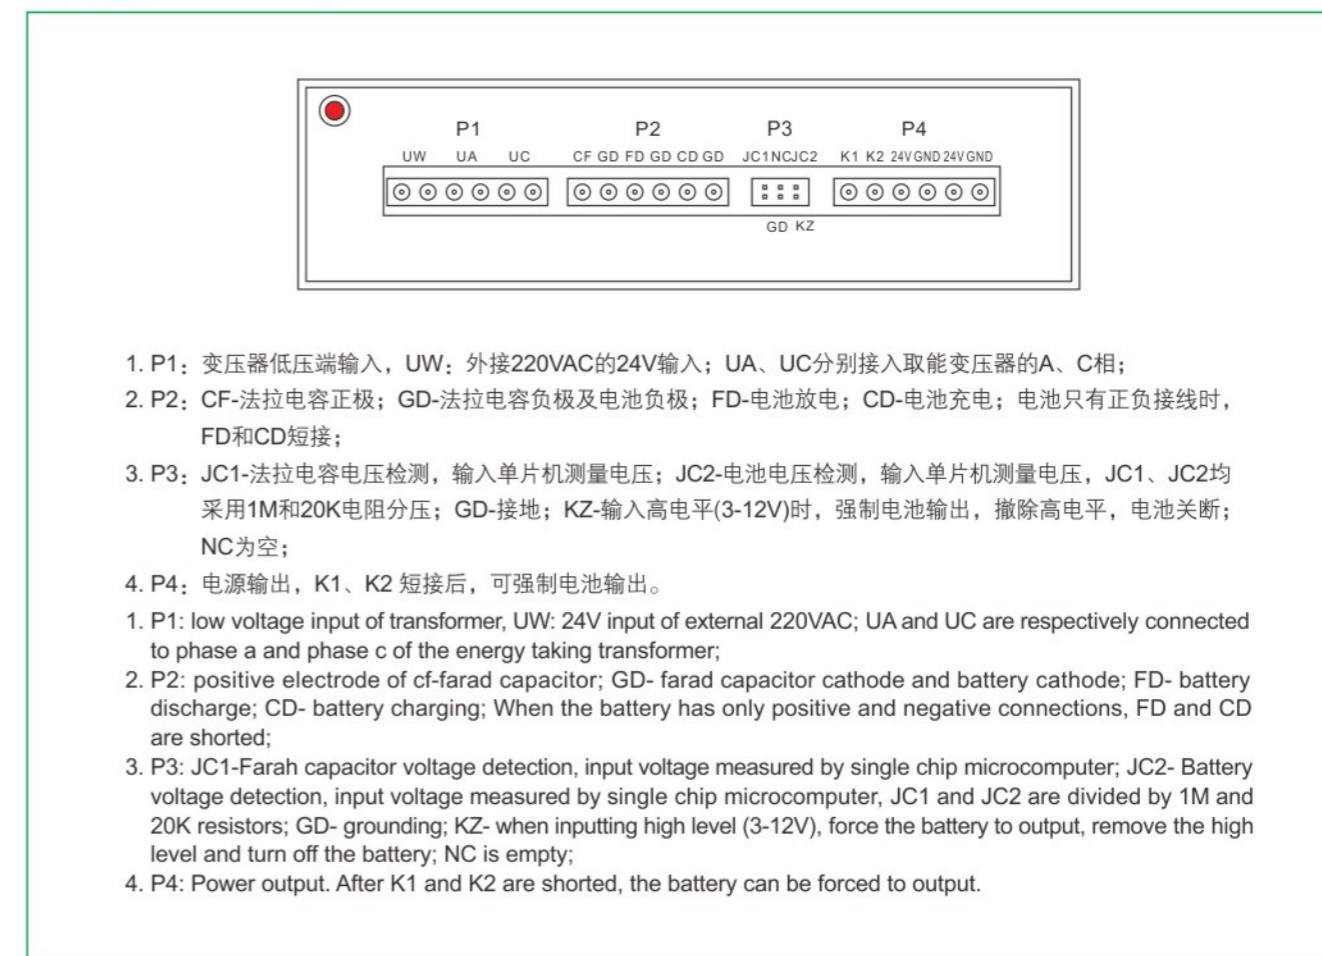 P1 P2 P3 P4
UW UA UC CF GD FD GD CD GD JC1NCJC2 K1 K2 24V GND 24V GND
GD KZ
1. P1：变压器低压端输入，UW：外接220VAC的24V输入；UA、UC分别接入取能变压器的A、C相；
2. P2：CF-法拉电容正极；GD-法拉电容负极及电池负极；FD-电池放电；CD-电池充电；电池只有正负接线时，
FD和CD短接；
3. P3：JC1-法拉电容电压检测，输入单片机测量电压；JC2-电池电压检测，输入单片机测量电压，JC1、JC2均
采用1M和20K电阻分压；GD-接地；KZ-输入高电平(3-12V)时，强制电池输出，撤除高电平，电池关断；
NC为空；
4. P4：电源输出，K1、K2 短接后，可强制电池输出。
1. P1: low voltage input of transformer, UW: 24V input of external 220VAC; UA and UC are respectively connected
to phase a and phase c of the energy taking transformer;
2. P2: positive electrode of cf-farad capacitor; GD- farad capacitor cathode and battery cathode; FD- battery
discharge; CD- battery charging; When the battery has only positive and negative connections, FD and CD
are shorted;
3. P3: JC1-Farah capacitor voltage detection, input voltage measured by single chip microcomputer; JC2- Battery
voltage detection, input voltage measured by single chip microcomputer, JC1 and JC2 are divided by 1M and
20K resistors; GD- grounding; KZ- when inputting high level (3-12V), force the battery to output, remove the high
level and turn off the battery; NC is empty;
4. P4: Power output. After K1 and K2 are shorted, the battery can be forced to output.